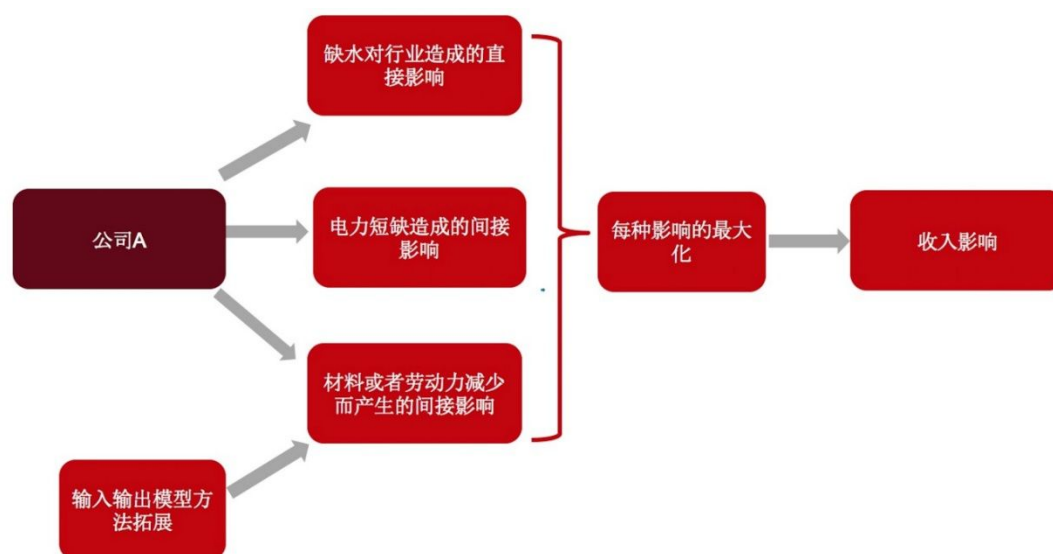 缺水对行业造成的直
接影响
公司A
电力短缺造成的间接
影响
每种影响的最大
化
收入影响
材料或者劳动力减少
而产生的间接影响
输入输出模型方
法拓展